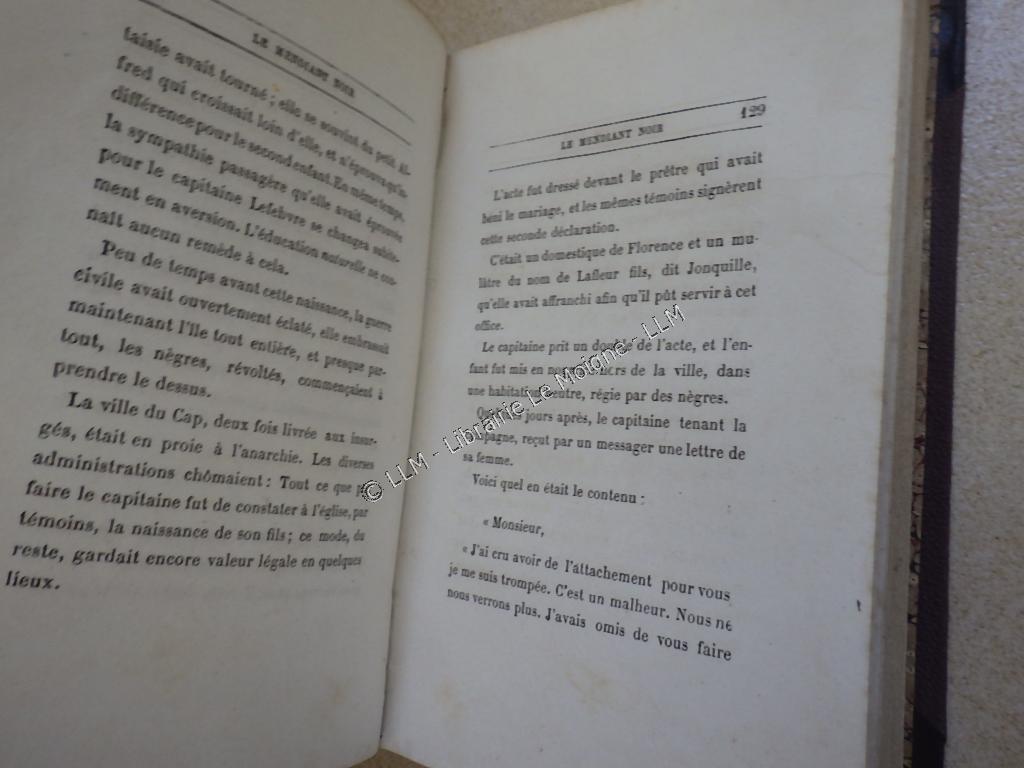 LE MENDIANT NOIR
taisie avait tourné ; elle se souvint du petit Al-
fred qui croissait loin d'elle, et n'éprouva qu'in-
différence pour le second enfant. En même temps,
la sympathie passagère qu'elle avait éprouvée
pour le capitaine Lefebvre se changea subite-
ment en aversion. L'éducation naturelle ne con-
naît aucun remède à cela.
Peu de temps avant cette naissance, la guerre
civile avait ouvertement éclaté, elle embrassait
maintenant l'île tout entière, et presque par-
tout, les nègres, révoltés, commençaient à
prendre le dessus.
La ville du Cap, deux fois livrée aux insur-
gés, était en proie à l'anarchie. Les diverses
administrations chômaient : Tout ce que
faire le capitaine fut de constater à l'église, par
témoins, la naissance de son fils ; ce mode, du
reste, gardait encore valeur légale en quelques
lieux.
LE MENDIANT NOIR
129
L'acte fut dressé devant le prêtre qui avait
béni le mariage, et les mêmes témoins signèrent
cette seconde déclaration.
C'était un domestique de Florence et un mu-
lâtre du nom de Lafleur fils, dit Jonquille,
qu'elle avait affranchi afin qu'il pût servir à cet
office.
Le capitaine prit un double de l'acte, et l'en-
fant fut mis en de la ville, dans
une habitation neutre, régie par des nègres.
jours après, le capitaine tenant la
reçut par un messager une lettre de
sa femme.
Voici quel en était le contenu :
« Monsieur,
« J'ai cru avoir de l'attachement pour vous
je me suis trompée. C'est un malheur. Nous ne
nous verrons plus. J'avais omis de vous faire
© LLM - Librairie Le Moigne - LLM